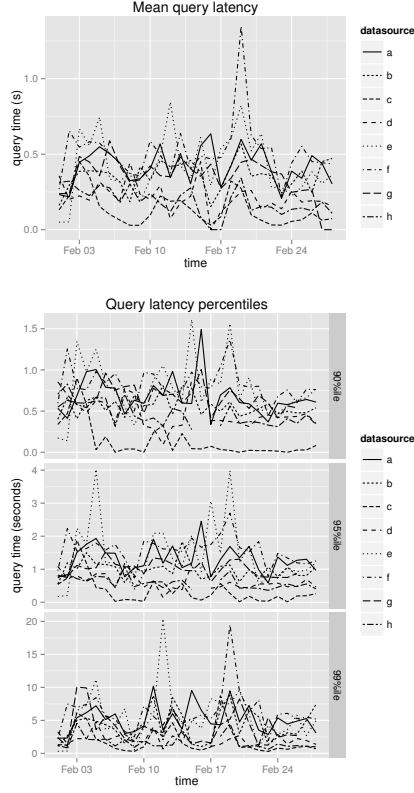 Mean query latency
datasource
a
b
c
d
e
f
g
h
query time (s)
1.0
0.5
0.0
Feb 03 Feb 10 Feb 17 Feb 24
time
Query latency percentiles
datasource
a
b
c
d
e
f
g
h
query time (seconds)
1.5
1.0
0.5
0.0
90%ile
4
3
2
1
0
95%ile
20
15
10
5
0
99%ile
Feb 03 Feb 10 Feb 17 Feb 24
time